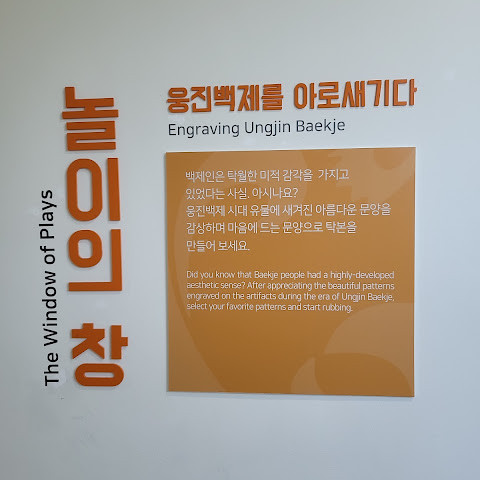 놀이의 창
The Window of Plays
웅진백제를 아로새기다
Engraving Ungjin Baekje
백제인은 탁월한 미적 감각을 가지고
있었다는 사실. 아시나요?
웅진백제 시대 유물에 새겨진 아름다운 문양을
감상하며 마음에 드는 문양으로 탁본을
만들어 보세요.
Did you know that Baekje people had a highly-developed
aesthetic sense? After appreciating the beautiful patterns
engraved on the artifacts during the era of Ungjin Baekje,
select your favorite patterns and start rubbing.